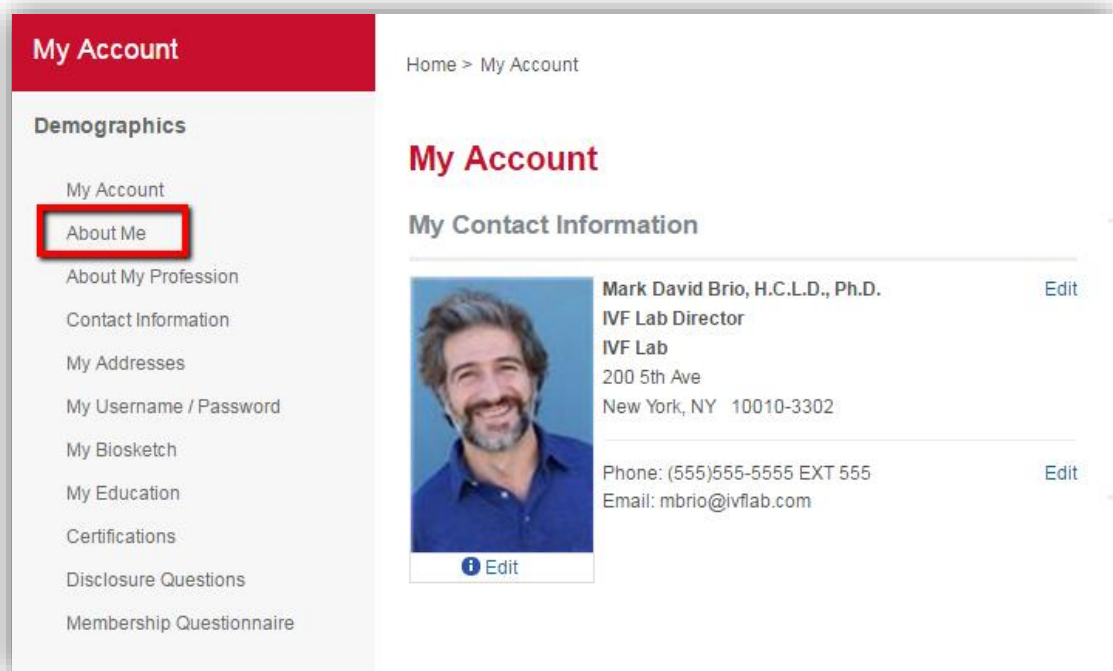 My Account
Demographics
My Account
About Me
About My Profession
Contact Information
My Addresses
My Username / Password
My Biosketch
My Education
Certifications
Disclosure Questions
Membership Questionnaire
Home > My Account
My Account
My Contact Information
Mark David Brio, H.C.L.D., Ph.D. Edit
IVF Lab Director
IVF Lab
200 5th Ave
New York, NY 10010-3302
Phone: (555)555-5555 EXT 555 Edit
Email: mbrio@ivflab.com
i Edit